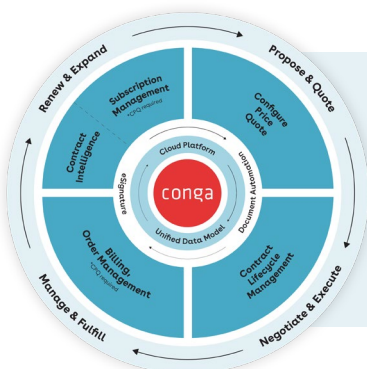 Renew & Expand
Propose & Quote
Negotiate & Execute
Manage & Fulfill
Subscription
Management
*CPQ required
Configure
Price
Quote
Contract
Lifecycle
Management
Billing,
Order Management
*CPQ required
Contract
Intelligence
eSignature
Document Automation
Cloud Platform
Unified Data Model
conga